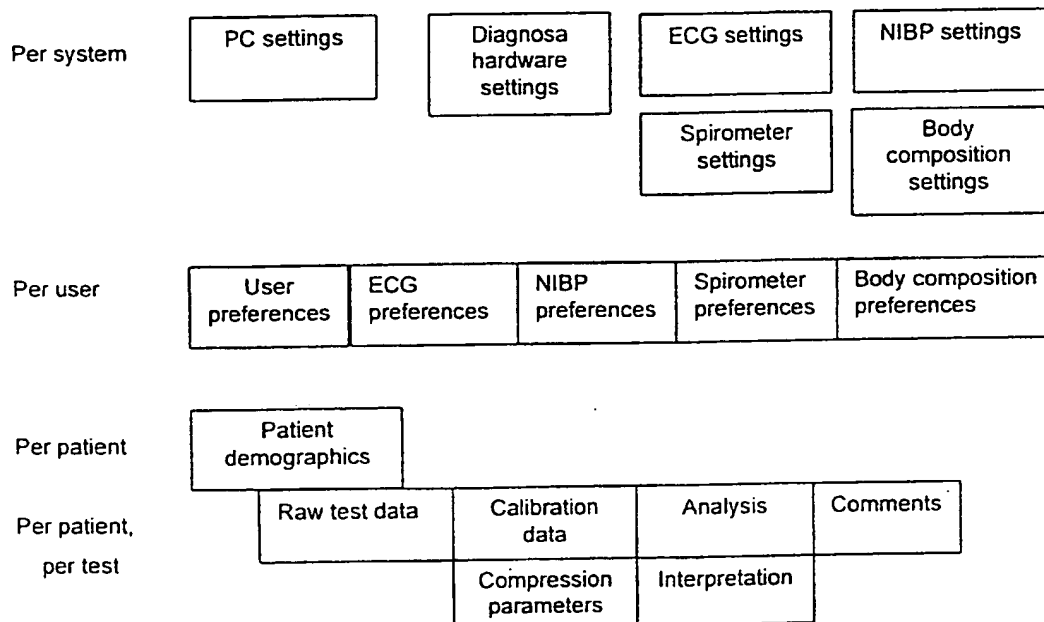 Per system
PC settings
Diagnosa
hardware
settings
ECG settings
NIBP settings
Spirometer
settings
Body
composition
settings
Per user
User
preferences
ECG
preferences
NIBP
preferences
Spirometer
preferences
Body composition
preferences
Per patient
Patient
demographics
Per patient,
per test
Raw test data
Calibration
data
Analysis
Comments
Compression
parameters
Interpretation